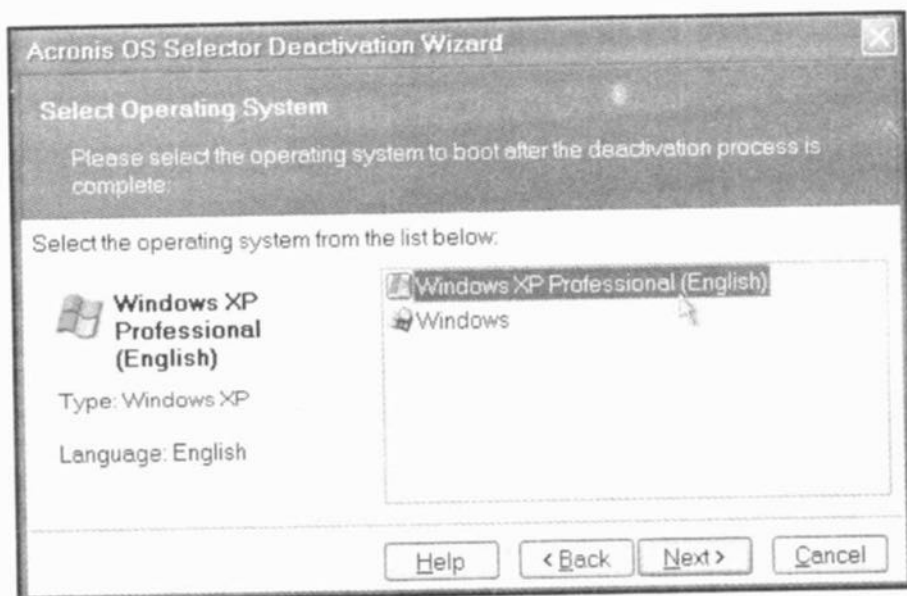 Acronis OS Selector Deactivation Wizard
Select Operating System
Please select the operating system to boot after the deactivation process is
complete:
Select the operating system from the list below:
Windows XP
Professional
(English)
Type: Windows XP
Language: English
Windows XP Professional (English)
Windows
Help
< Back
Next >
Cancel